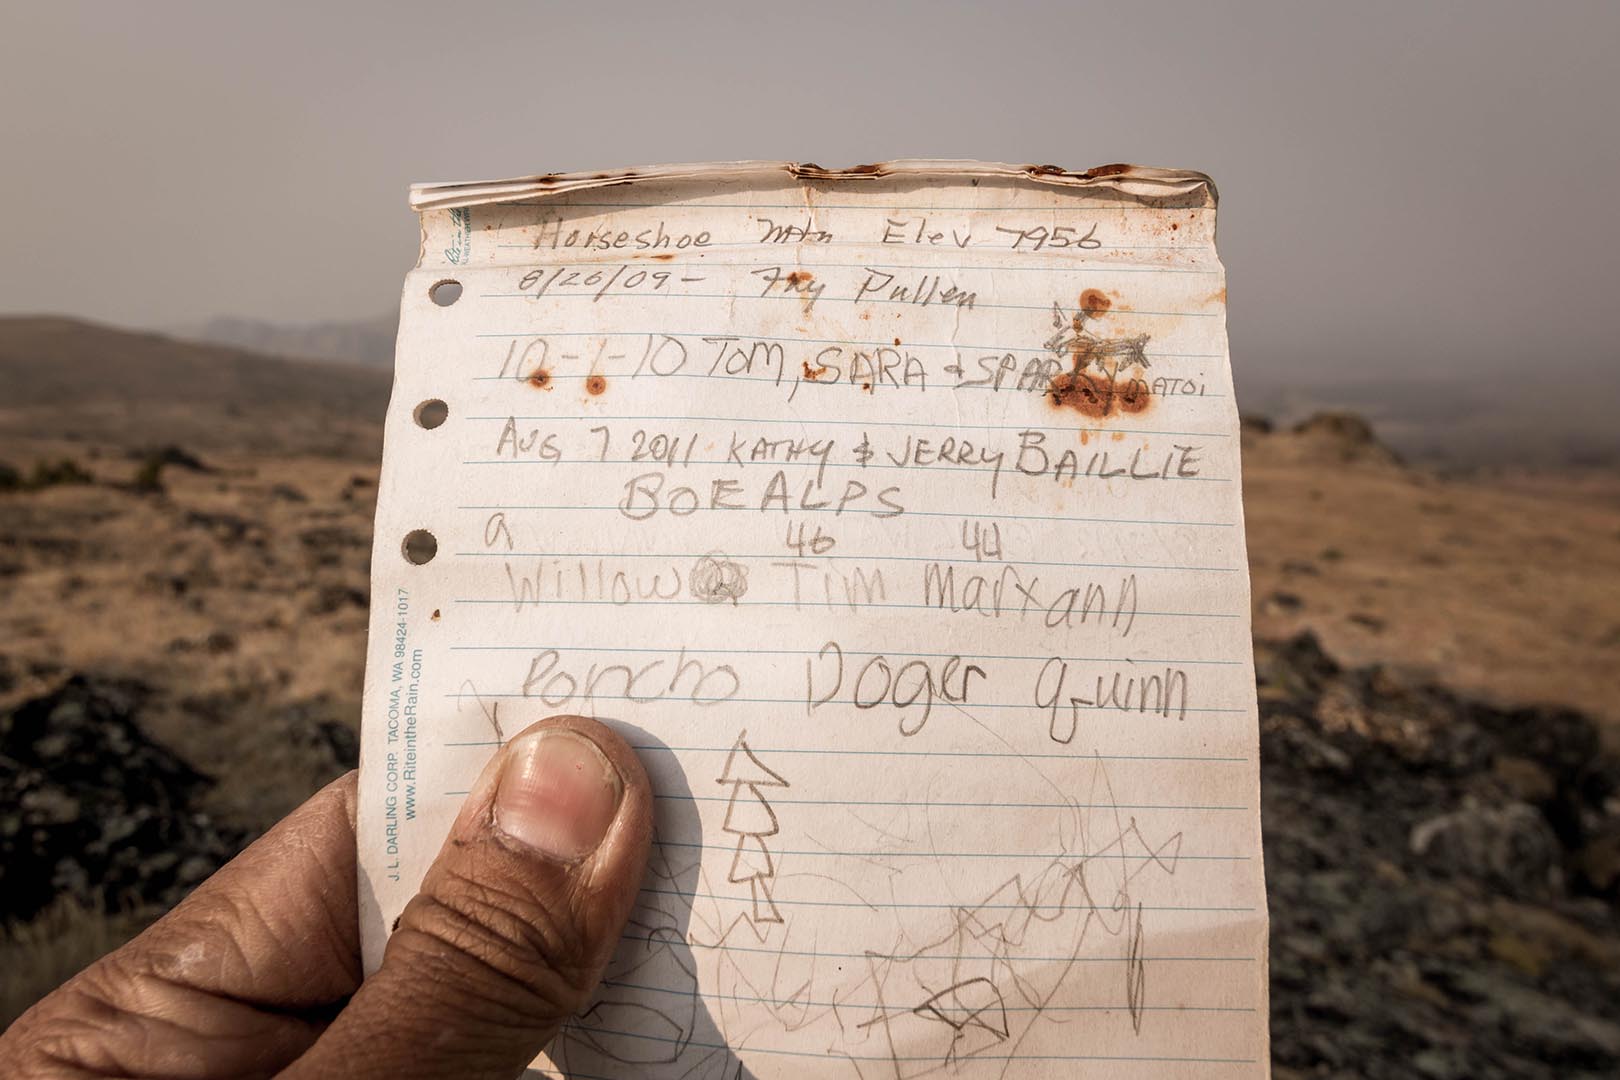 Horseshoe Mtn Elev 7956
8/26/09 - Fay Pullen
10-1-10 TOM, SARA & SPARKY MATOI
AUG 7 2011 KATHY & JERRY BAILLIE
BOEALPS
9 46 44
Willow Tim Marxann
Poncho Doger Quinn
J. L. DARLING CORP. TACOMA, WA 98424-1017
www.RiteintheRain.com